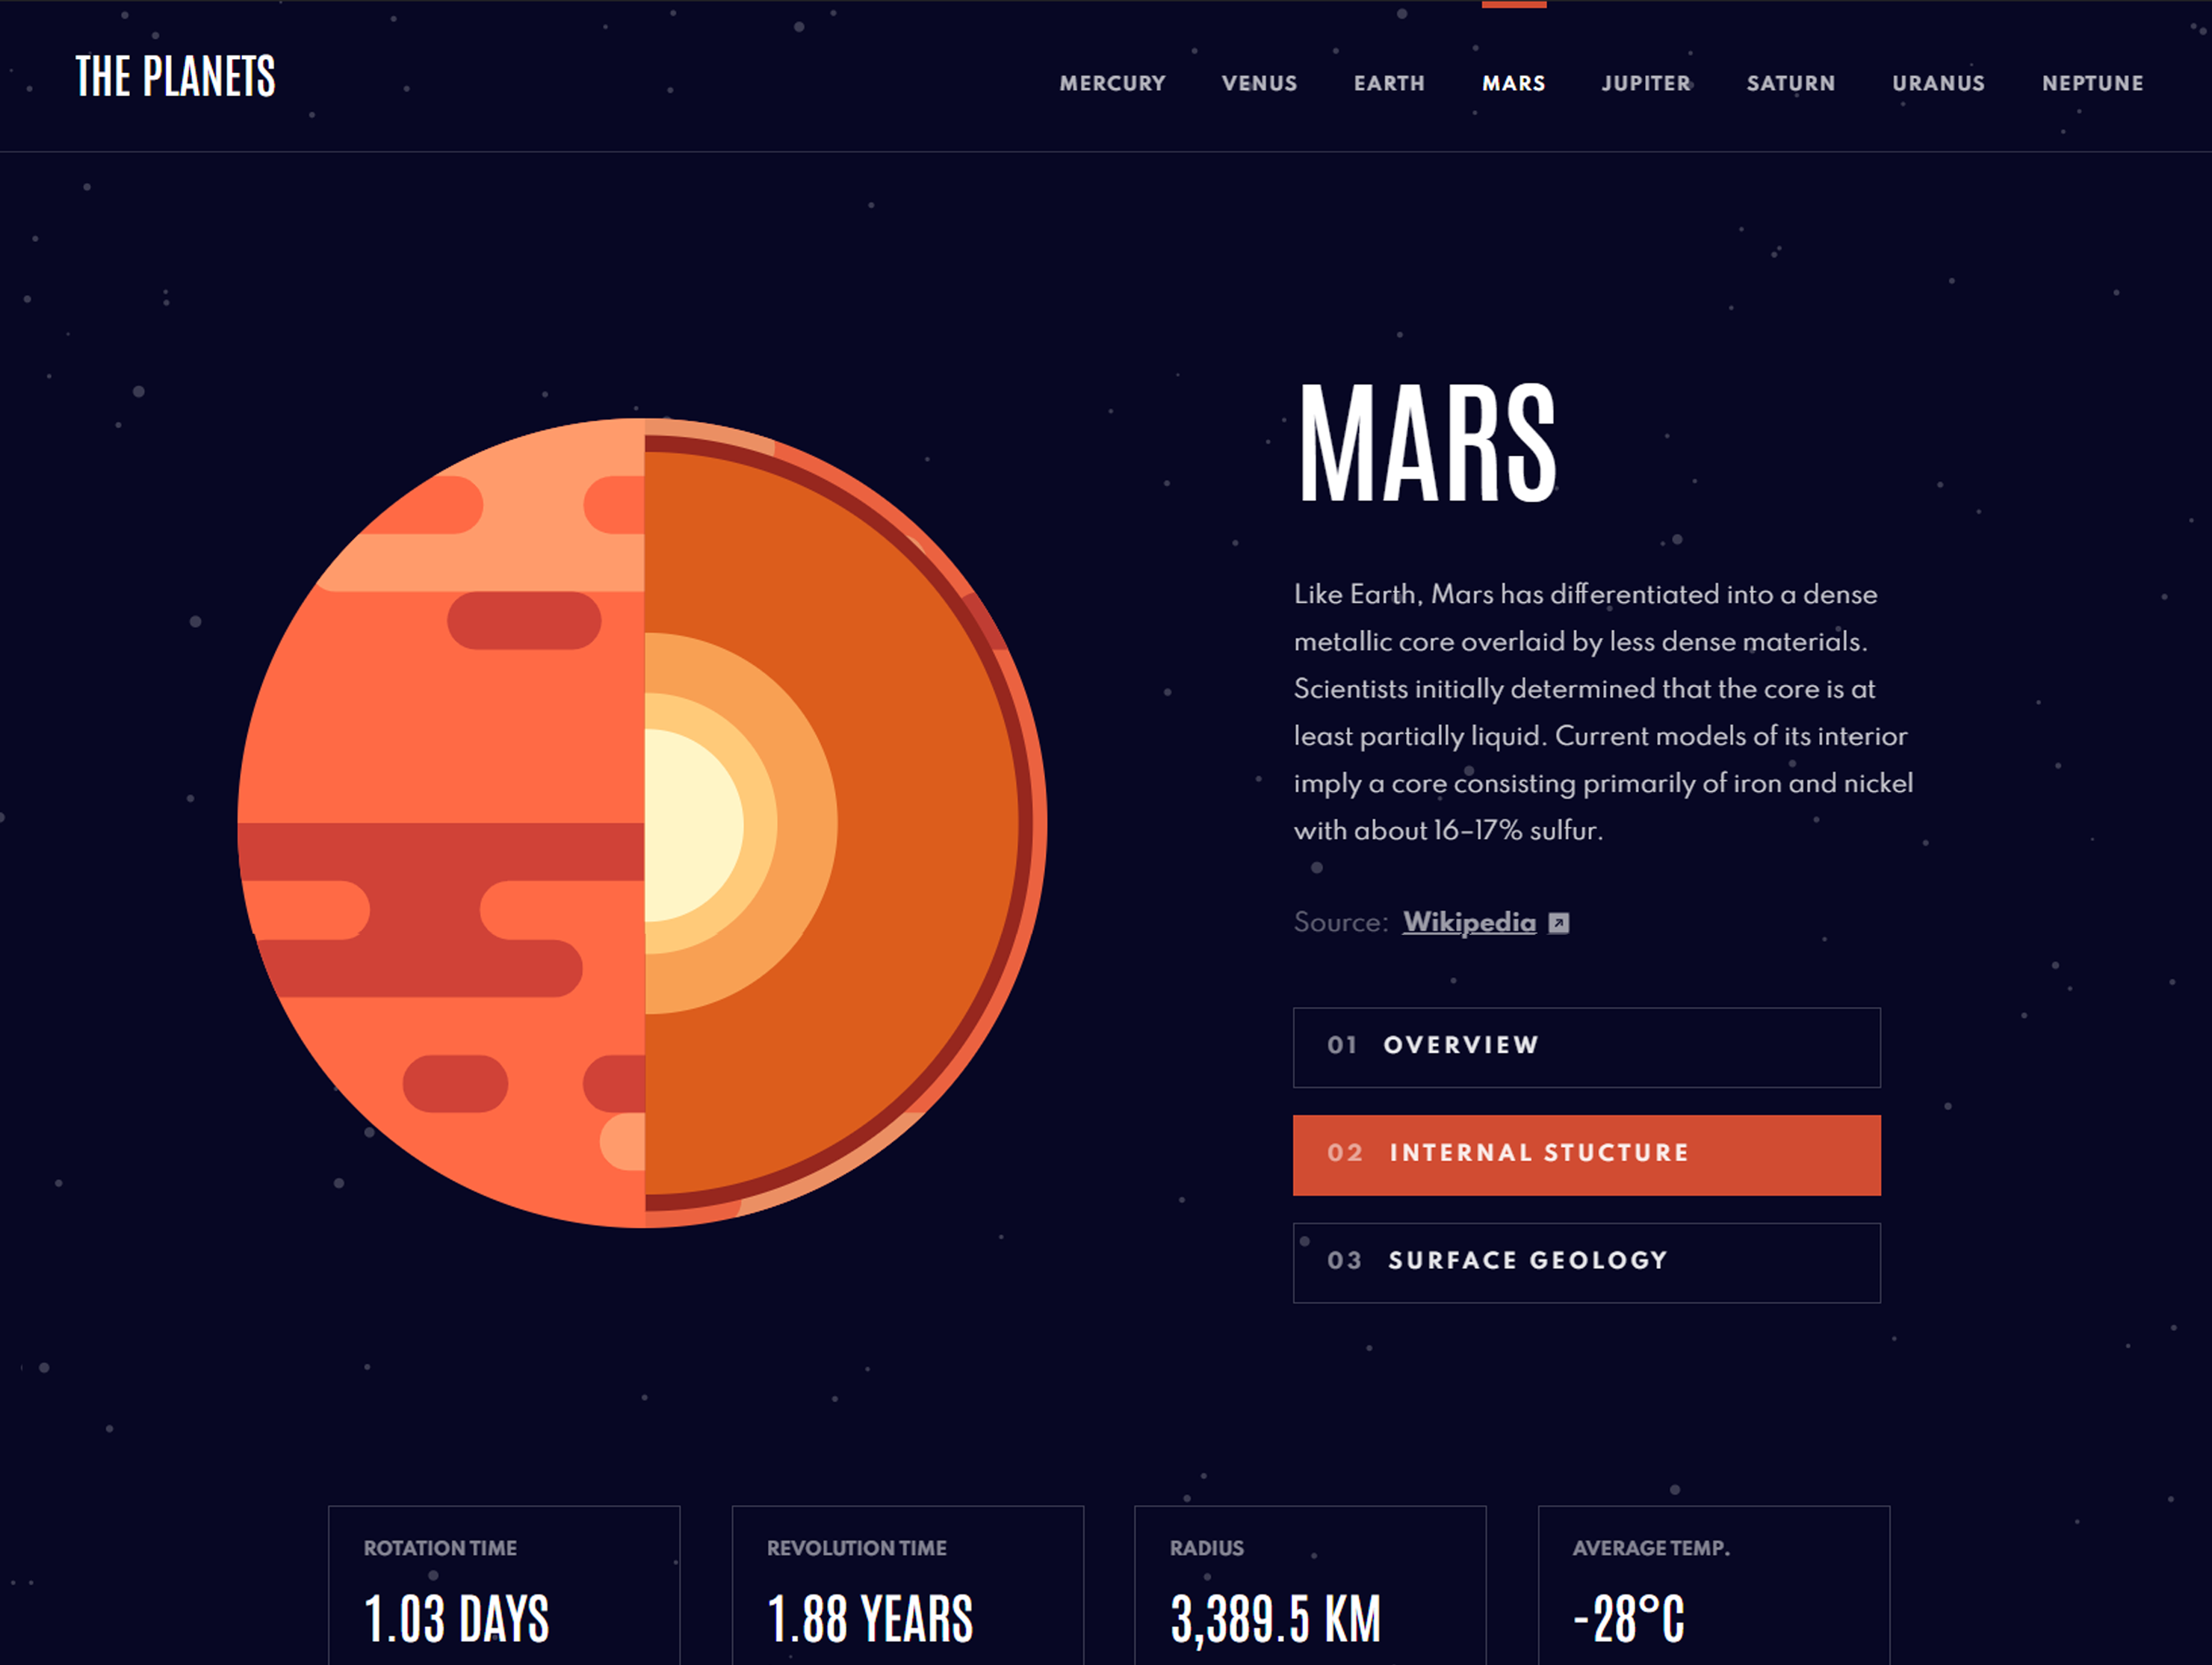 THE PLANETS
MERCURY VENUS EARTH MARS JUPITER SATURN URANUS NEPTUNE
MARS
Like Earth, Mars has differentiated into a dense
metallic core overlaid by less dense materials.
Scientists initially determined that the core is at
least partially liquid. Current models of its interior
imply a core consisting primarily of iron and nickel
with about 16–17% sulfur.
Source: Wikipedia
01 OVERVIEW
02 INTERNAL STUCTURE
03 SURFACE GEOLOGY
ROTATION TIME
1.03 DAYS
REVOLUTION TIME
1.88 YEARS
RADIUS
3,389.5 KM
AVERAGE TEMP.
-28°C